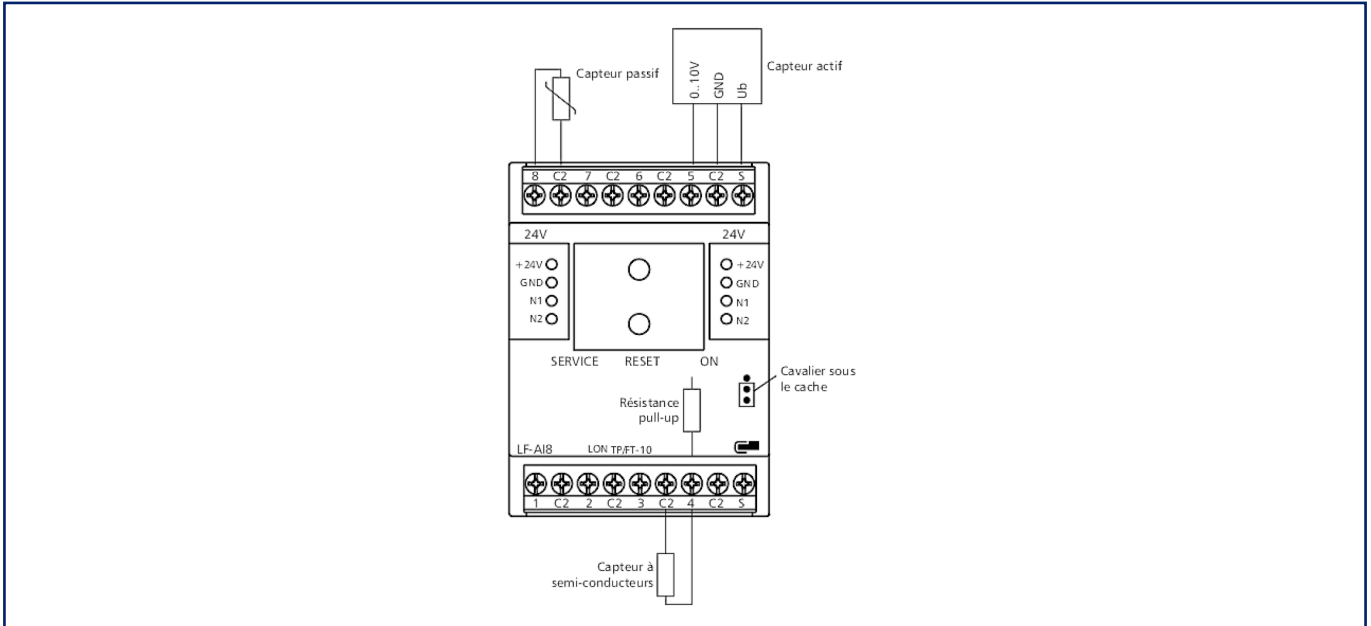 Capteur passif
Capteur actif
0..10V
GND
Ub
8 C2 7 C2 6 C2 5 C2 S
24V
24V
+24V
GND
N1
N2
+24V
GND
N1
N2
SERVICE RESET ON
Cavalier sous
le cache
Résistance
pull-up
LF-AI8 LON TP/FT-10
1 C2 2 C2 3 C2 4 C2 S
Capteur à
semi-conducteurs